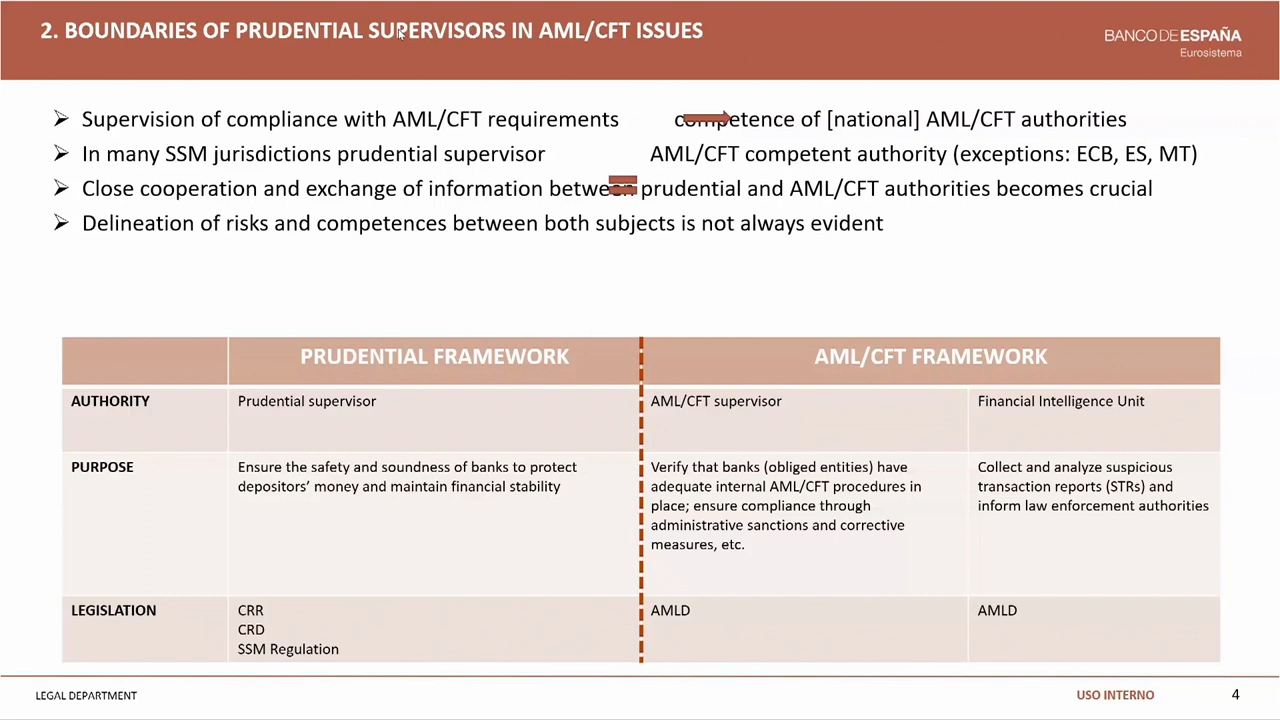 2. BOUNDARIES OF PRUDENTIAL SUPERVISORS IN AML/CFT ISSUES
BANCO DE ESPAÑA
Eurosistema
Supervision of compliance with AML/CFT requirements competence of [national] AML/CFT authorities
In many SSM jurisdictions prudential supervisor AML/CFT competent authority (exceptions: ECB, ES, MT)
Close cooperation and exchange of information between prudential and AML/CFT authorities becomes crucial
Delineation of risks and competences between both subjects is not always evident
PRUDENTIAL FRAMEWORK AML/CFT FRAMEWORK
AUTHORITY Prudential supervisor AML/CFT supervisor Financial Intelligence Unit
PURPOSE Ensure the safety and soundness of banks to protect Verify that banks (obliged entities) have Collect and analyze suspicious
depositors' money and maintain financial stability adequate internal AML/CFT procedures in transaction reports (STRs) and
place; ensure compliance through inform law enforcement authorities
administrative sanctions and corrective
measures, etc.
LEGISLATION CRR AMLD AMLD
CRD
SSM Regulation
LEGAL DEPARTMENT USO INTERNO 4